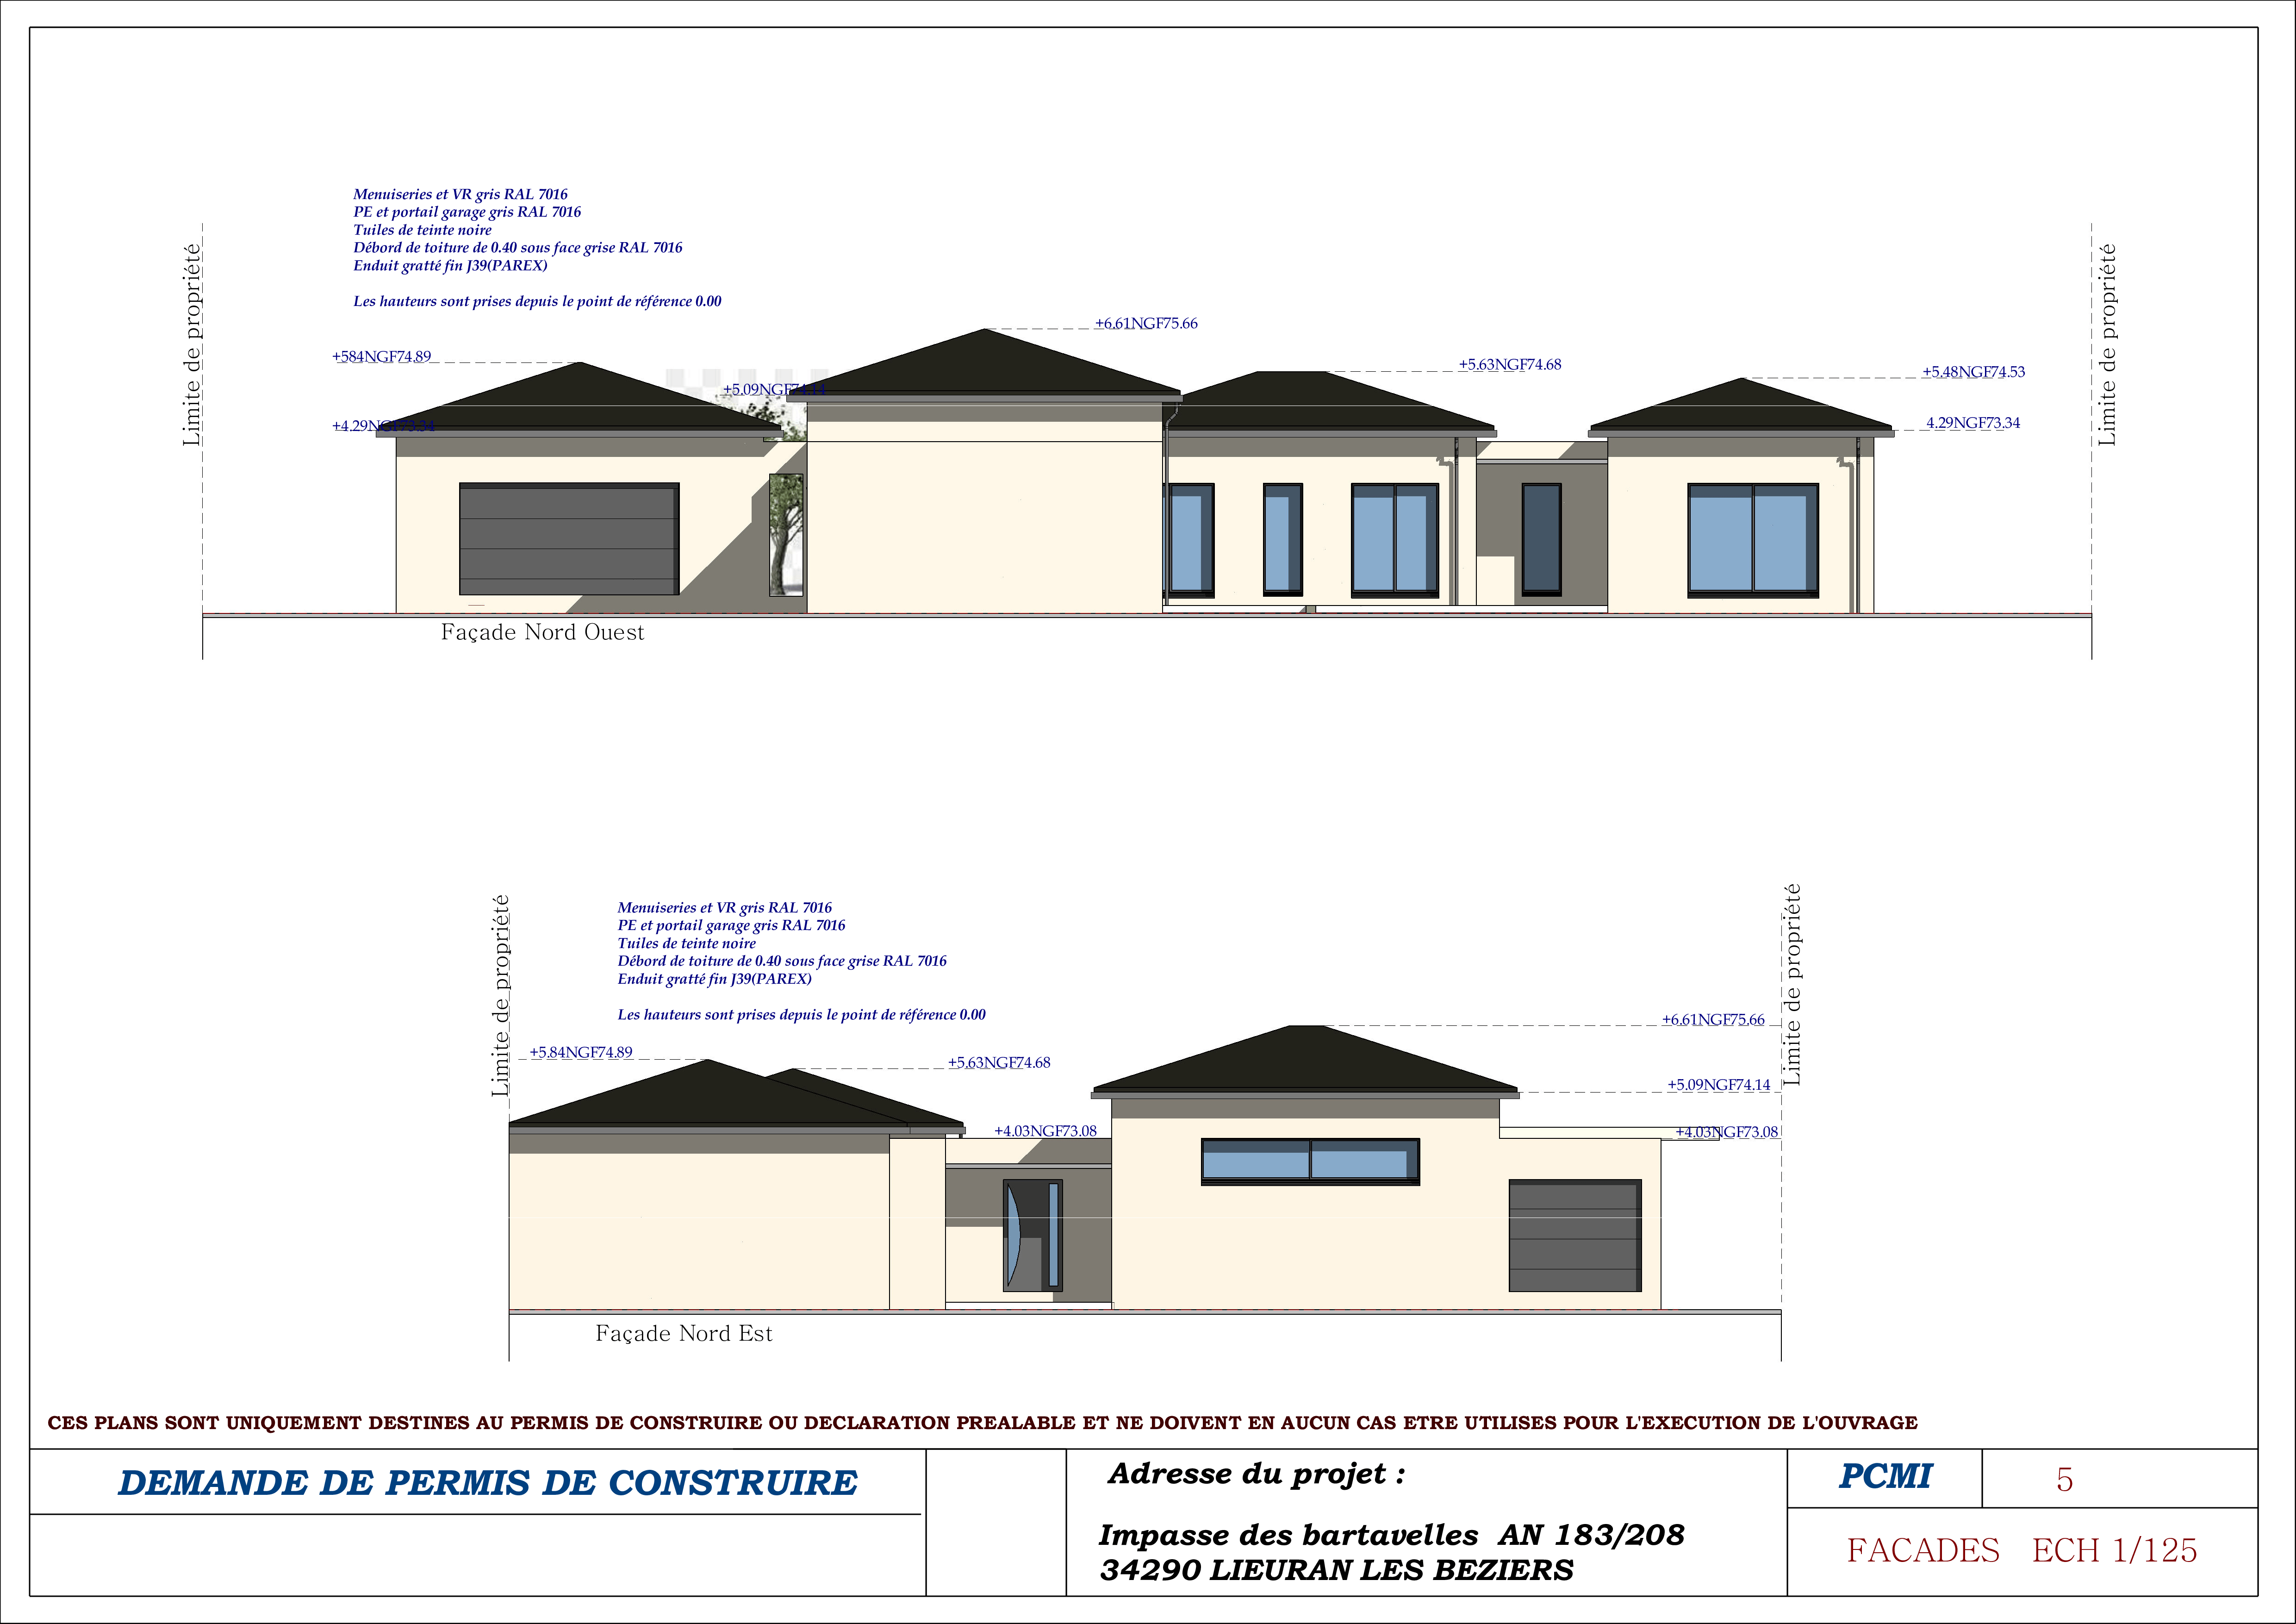 Menuiseries et VR gris RAL 7016
PE et portail garage gris RAL 7016
Tuiles de teinte noire
Débord de toiture de 0.40 sous face grise RAL 7016
Enduit gratté fin J39(PAREX)
Les hauteurs sont prises depuis le point de référence 0.00
Limite de propriété
Limite de propriété
+6.61NGF75.66
+584NGF74.89
+5.63NGF74.68
+5.48NGF74.53
+5.09NGF74.14
+4.29NGF73.34
4.29NGF73.34
Façade Nord Ouest
Limite de propriété
Limite de propriété
Menuiseries et VR gris RAL 7016
PE et portail garage gris RAL 7016
Tuiles de teinte noire
Débord de toiture de 0.40 sous face grise RAL 7016
Enduit gratté fin J39(PAREX)
Les hauteurs sont prises depuis le point de référence 0.00
+6.61NGF75.66
+5.84NGF74.89
+5.63NGF74.68
+5.09NGF74.14
+4.03NGF73.08
+4.03NGF73.08
Façade Nord Est
CES PLANS SONT UNIQUEMENT DESTINES AU PERMIS DE CONSTRUIRE OU DECLARATION PREALABLE ET NE DOIVENT EN AUCUN CAS ETRE UTILISES POUR L'EXECUTION DE L'OUVRAGE
DEMANDE DE PERMIS DE CONSTRUIRE
Adresse du projet :
Impasse des bartavelles AN 183/208
34290 LIEURAN LES BEZIERS
PCMI
5
FACADES ECH 1/125